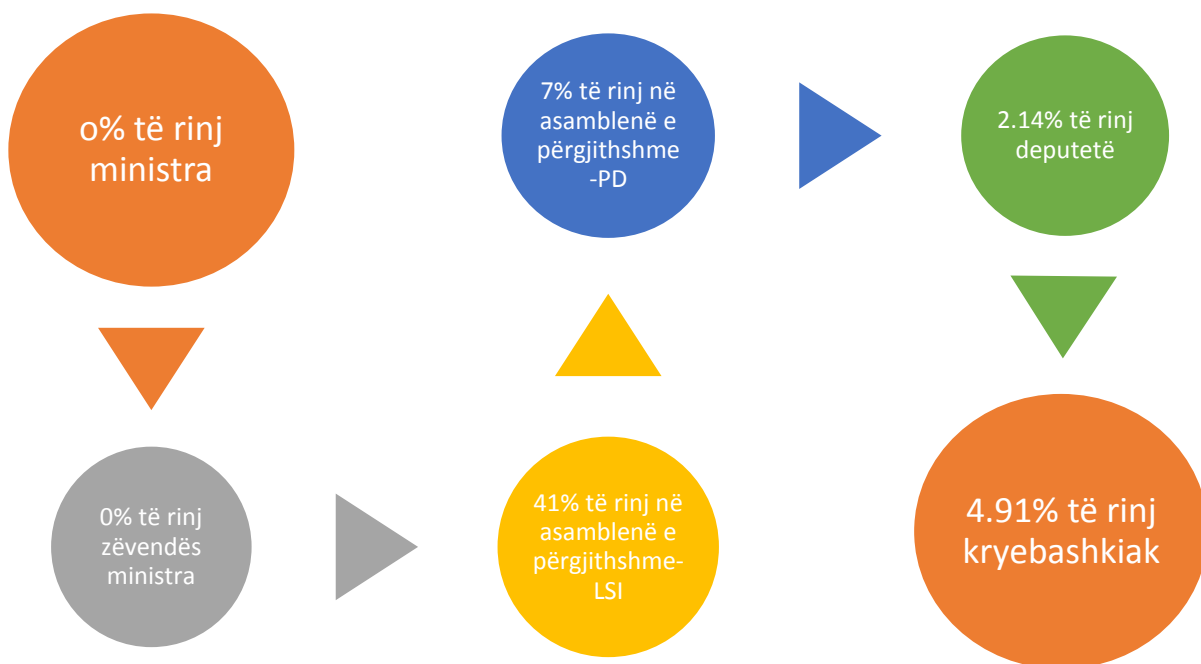 o% të rinj
ministra
0% të rinj
zëvendës
ministra
41% të rinj në
asamblenë e
përgjithshme-
LSI
7% të rinj në
asamblenë e
përgjithshme
-PD
2.14% të rinj
deputetë
4.91% të rinj
kryebashkiak